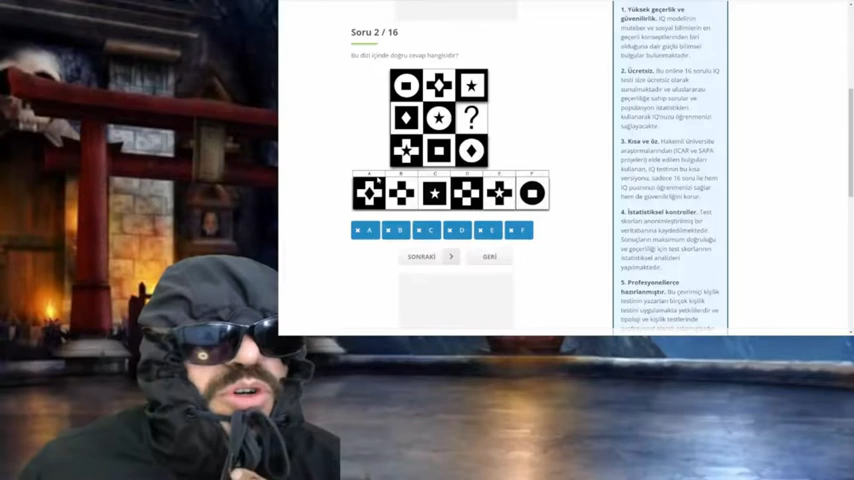 Soru 2 / 16
Bu dizi içinde doğru cevap hangisidir?
?
A B C D E F
A B C D E F
SONRAKİ GERİ
1. Yüksek geçerlik ve
güvenilirlik. IQ modelinin
muteber ve sosyal bilimlerin en
geçerli konseptlerinden biri
olduğuna dair güçlü bilimsel
bulgular bulunmaktadır.
2. Ücretsiz. Bu online 16 sorulu IQ
testi size ücretsiz olarak
sunulmaktadır ve uluslararası
geçerliliğe sahip sorular ve
popülasyon istatistikleri
kullanarak IQ'nuzu öğrenmenizi
sağlayacaktır.
3. Kısa ve öz. Hakemli üniversite
araştırmalarından (ICAR ve SAPA
projeleri) elde edilen bulguları
kullanan, IQ testinin bu kısa
versiyonu, sadece 16 soru ile hem
IQ puanınızı öğrenmenizi sağlar
hem de güvenilirliğini korur.
4. İstatistiksel kontroller. Test
skorları anonimleştirilmiş bir
veritabanına kaydedilmektedir.
Sonuçların maksimum doğruluğu
ve geçerliliği için test skorlarının
istatistiksel analizleri
yapılmaktadır.
5. Profesyonellerce
hazırlanmıştır. Bu çevrimiçi kişilik
testinin yazarları birçok kişilik
testini uygulamakta yetkilidir ve
tipoloji ve kişilik testlerinde